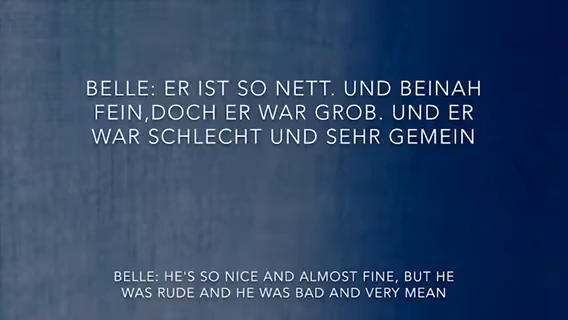 BELLE: ER IST SO NETT. UND BEINAH
FEIN,DOCH ER WAR GROB. UND ER
WAR SCHLECHT UND SEHR GEMEIN
BELLE: HE'S SO NICE AND ALMOST FINE, BUT HE
WAS RUDE AND HE WAS BAD AND VERY MEAN